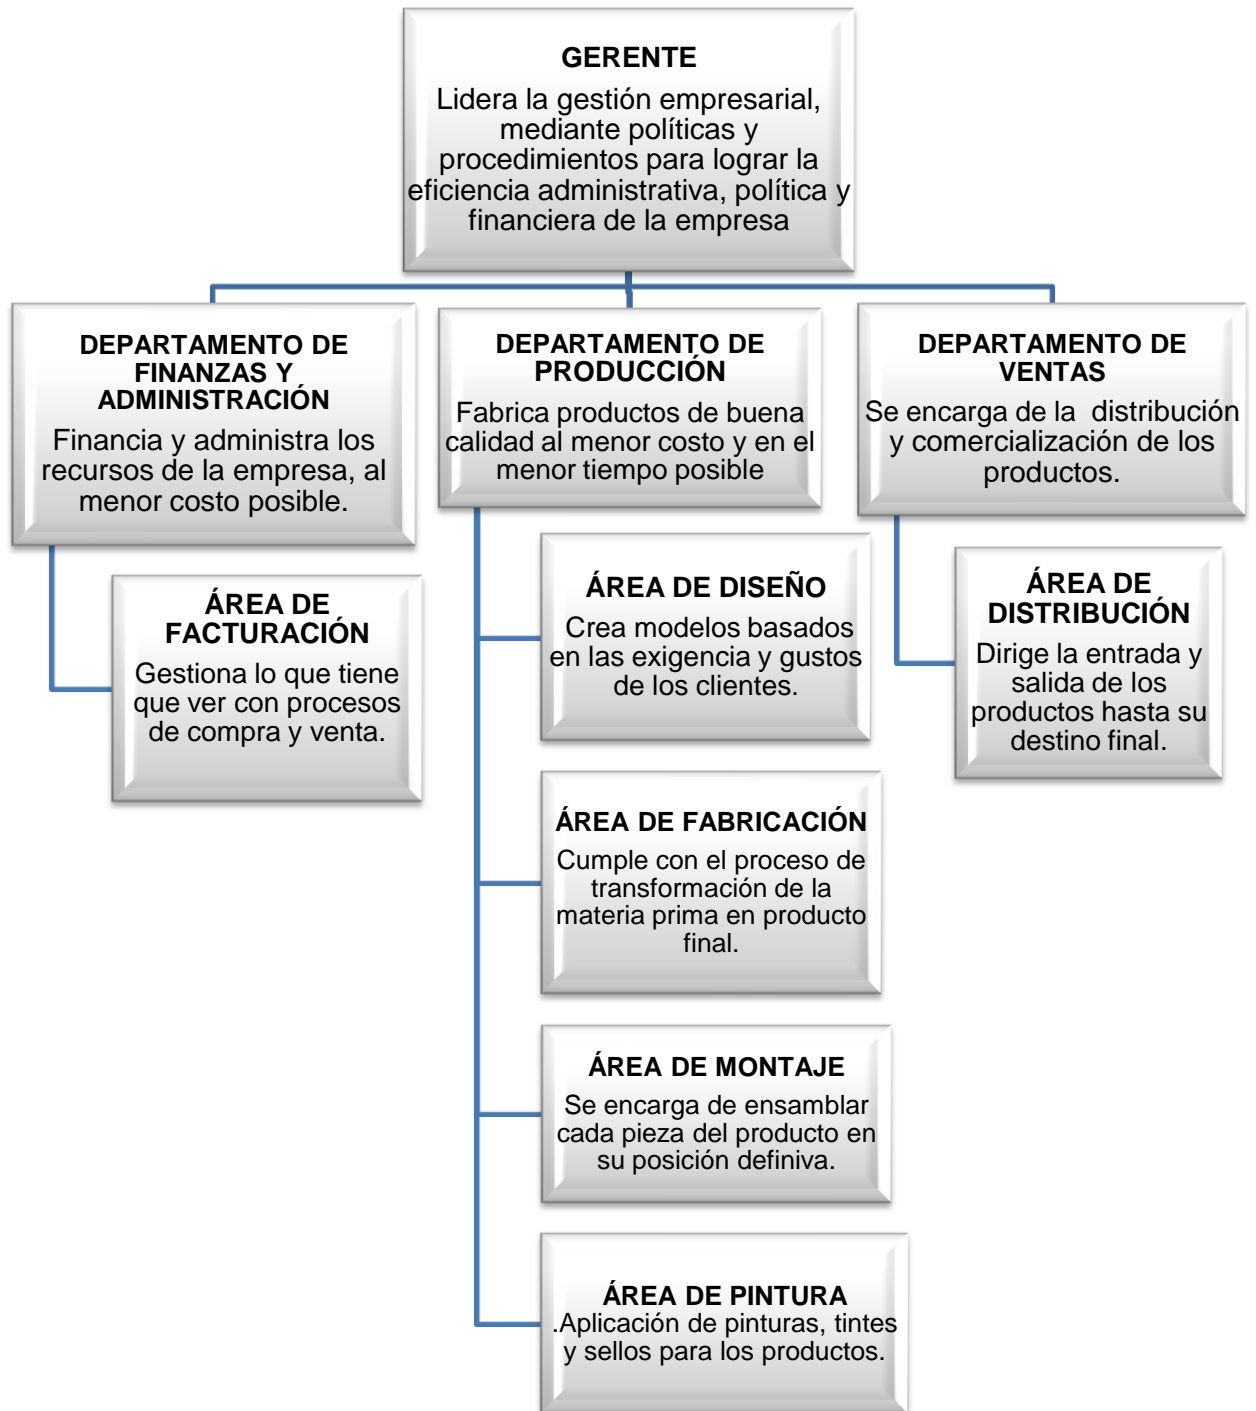 GERENTE
Lidera la gestión empresarial,
mediante políticas y
procedimientos para lograr la
eficiencia administrativa, política y
financiera de la empresa
DEPARTAMENTO DE
FINANZAS Y
ADMINISTRACIÓN
Financia y administra los
recursos de la empresa, al
menor costo posible.
ÁREA DE
FACTURACIÓN
Gestiona lo que tiene
que ver con procesos
de compra y venta.
DEPARTAMENTO DE
PRODUCCIÓN
Fabrica productos de buena
calidad al menor costo y en el
menor tiempo posible
ÁREA DE DISEÑO
Crea modelos basados
en las exigencia y gustos
de los clientes.
ÁREA DE FABRICACIÓN
Cumple con el proceso de
transformación de la
materia prima en producto
final.
ÁREA DE MONTAJE
Se encarga de ensamblar
cada pieza del producto en
su posición definiva.
ÁREA DE PINTURA
.Aplicación de pinturas, tintes
y sellos para los productos.
DEPARTAMENTO DE
VENTAS
Se encarga de la  distribución
y comercialización de los
productos.
ÁREA DE
DISTRIBUCIÓN
Dirige la entrada y
salida de los
productos hasta su
destino final.